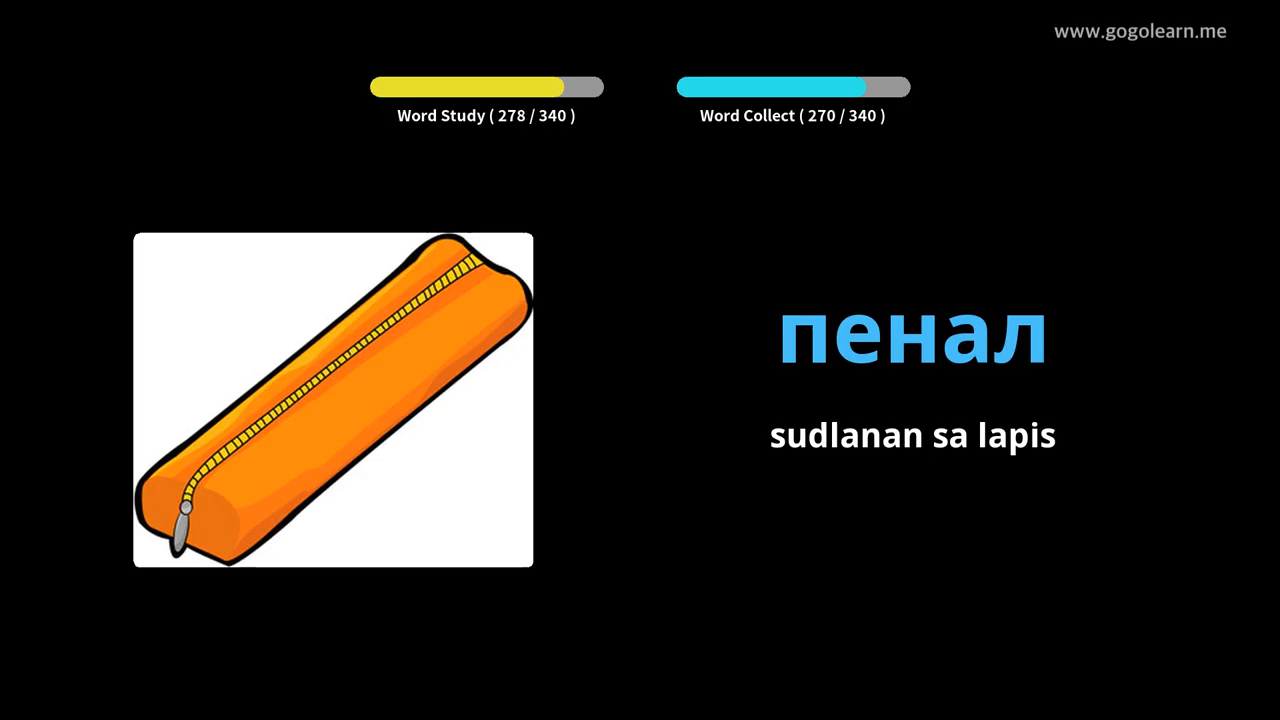 www.gogolearn.me
Word Study ( 278 / 340 )
Word Collect ( 270 / 340 )
пенал
sudlanan sa lapis